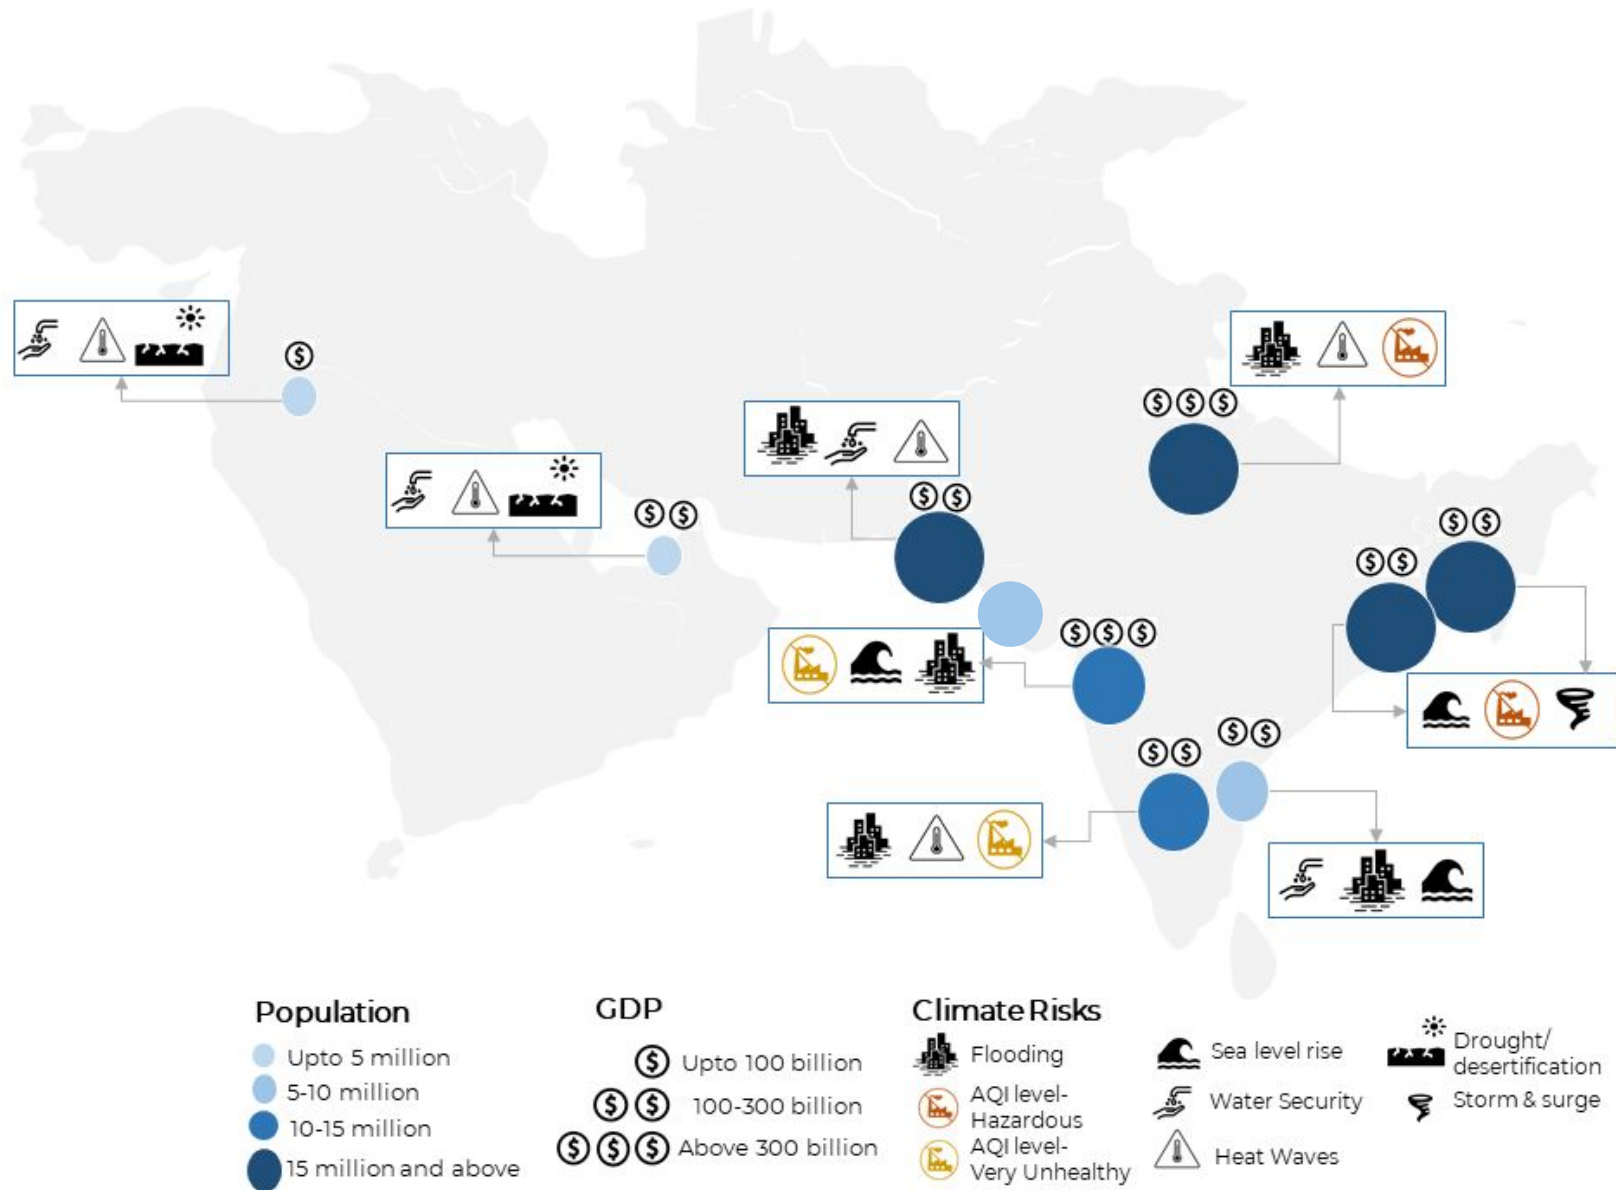 $
$ $
$ $
$ $ $
$ $
$ $
$ $ $
$ $
$ $
Population
Upto 5 million
5-10 million
10-15 million
15 million and above
GDP
$ Upto 100 billion
$ $ 100-300 billion
$ $ $ Above 300 billion
Climate Risks
Flooding
AQI level-
Hazardous
AQI level-
Very Unhealthy
Sea level rise
Water Security
Heat Waves
Drought/
desertification
Storm & surge